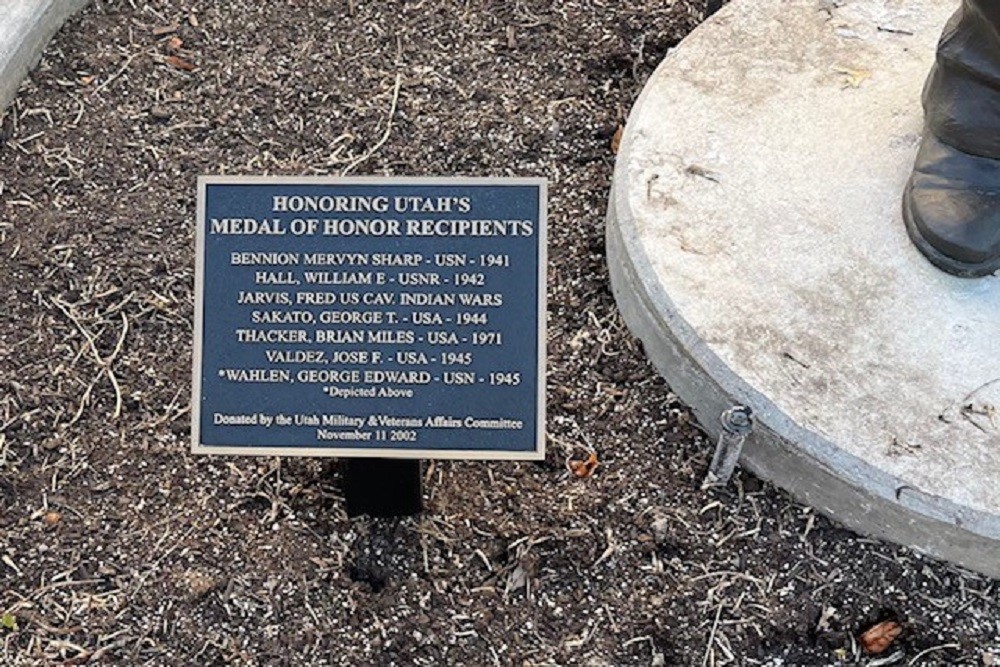 HONORING UTAH'S
MEDAL OF HONOR RECIPIENTS
BENNION MERVYN SHARP - USN - 1941
HALL, WILLIAM E - USNR - 1942
JARVIS, FRED US CAV. INDIAN WARS
SAKATO, GEORGE T. - USA - 1944
THACKER, BRIAN MILES - USA - 1971
VALDEZ, JOSE F. - USA - 1945
*WAHLEN, GEORGE EDWARD - USN - 1945
*Depicted Above
Donated by the Utah Military &Veterans Affairs Committee
November 11 2002